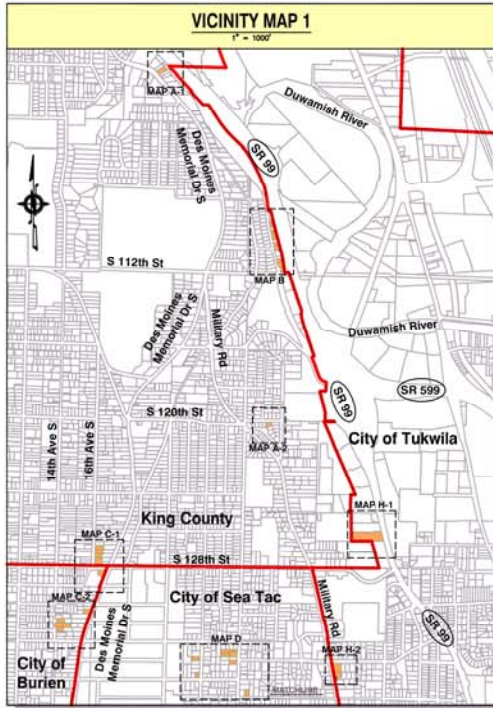 VICINITY MAP 1
1" = 1000'
MAP A-1
Duwamish River
Des Moines
Memorial Dr S
SR 99
S 112th St
MAP B
Des Moines
Memorial Dr S
Military Rd
Duwamish River
SR 99
SR 599
S 120th St
City of Tukwila
MAP A-2
14th Ave S
16th Ave S
MAP H-1
King County
MAP C-1
S 128th St
MAP C-2
City of Sea Tac
Military Rd
SR 99
Des Moines
Memorial Dr S
MAP D
MAP H-2
City of
Burien